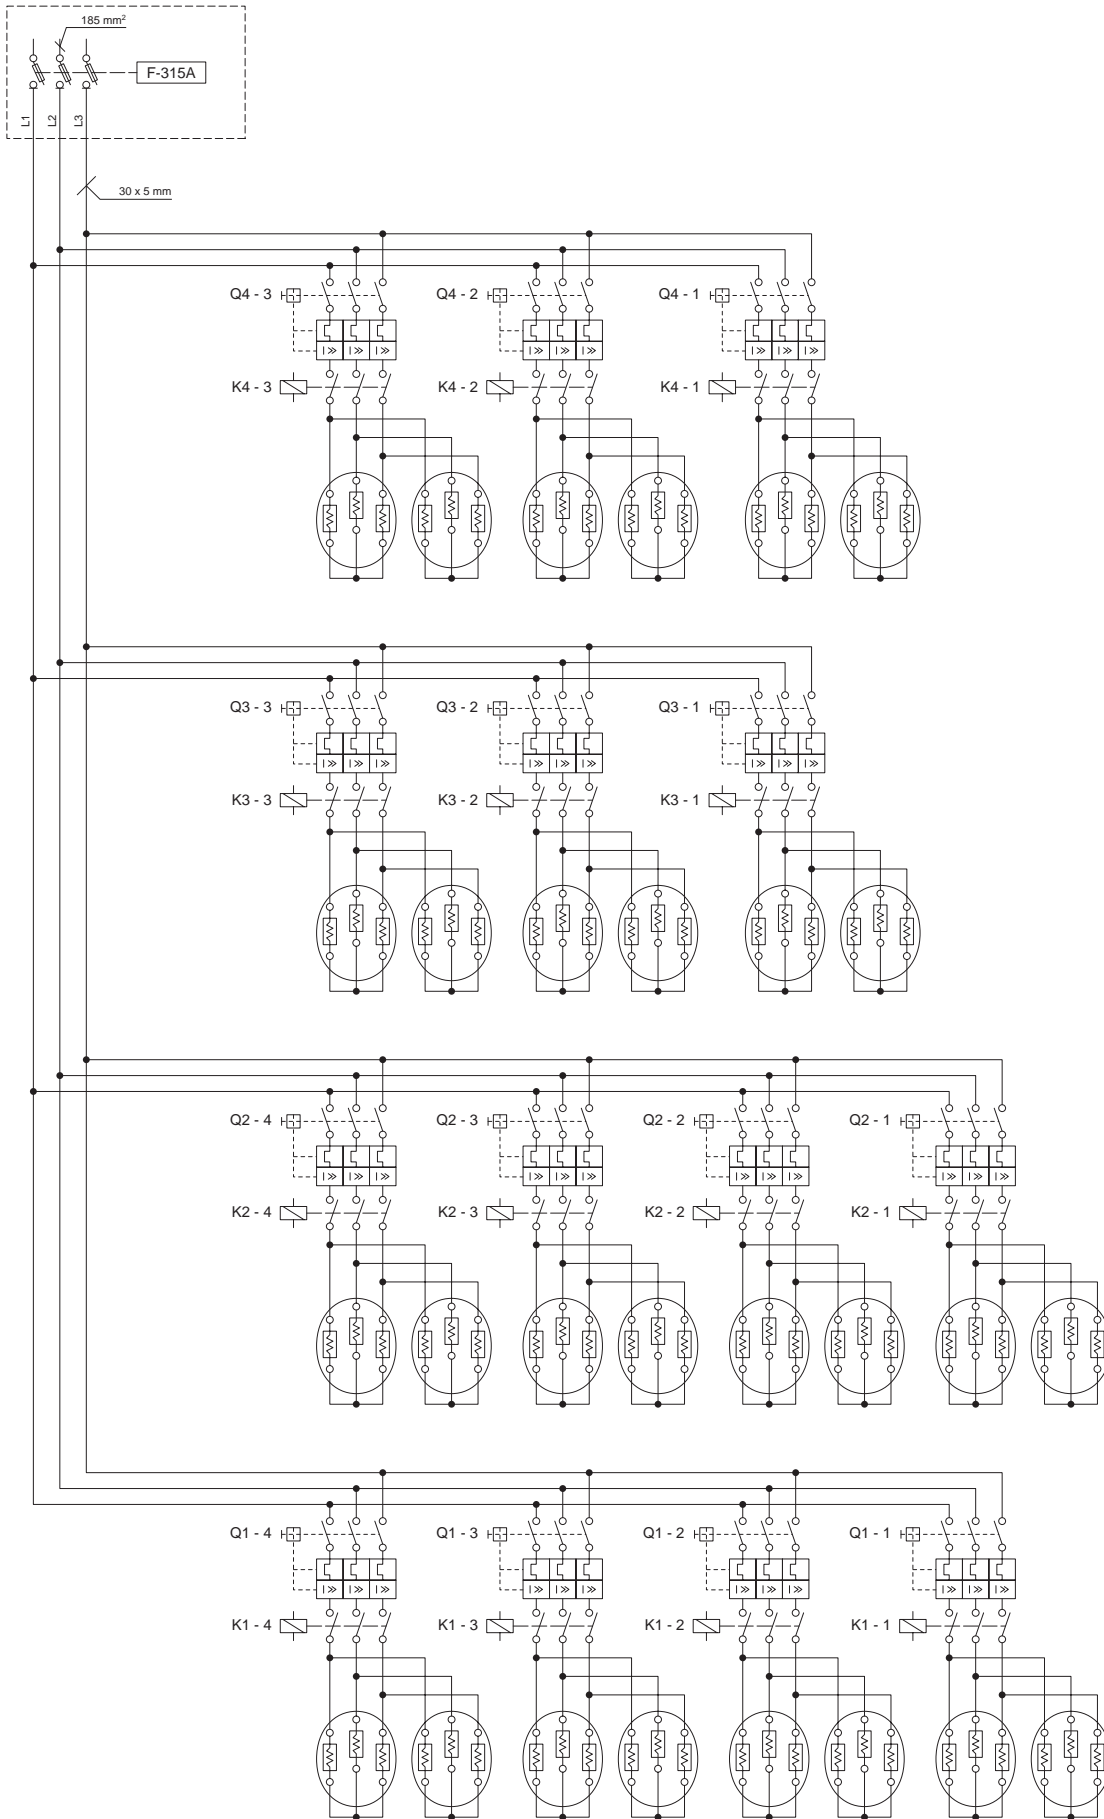 185 mm²
F-315A
L1
L2
L3
30 x 5 mm
Q4 - 3
Q4 - 2
Q4 - 1
I≫ I≫ I≫
I≫ I≫ I≫
I≫ I≫ I≫
K4 - 3
K4 - 2
K4 - 1
Q3 - 3
Q3 - 2
Q3 - 1
I≫ I≫ I≫
I≫ I≫ I≫
I≫ I≫ I≫
K3 - 3
K3 - 2
K3 - 1
Q2 - 4
Q2 - 3
Q2 - 2
Q2 - 1
I≫ I≫ I≫
I≫ I≫ I≫
I≫ I≫ I≫
I≫ I≫ I≫
K2 - 4
K2 - 3
K2 - 2
K2 - 1
Q1 - 4
Q1 - 3
Q1 - 2
Q1 - 1
I≫ I≫ I≫
I≫ I≫ I≫
I≫ I≫ I≫
I≫ I≫ I≫
K1 - 4
K1 - 3
K1 - 2
K1 - 1